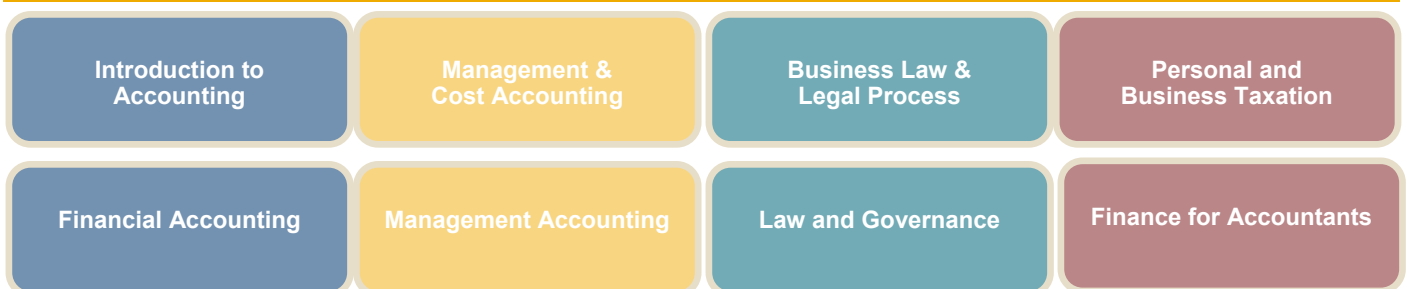 Introduction to
Accounting
Management &
Cost Accounting
Business Law &
Legal Process
Personal and
Business Taxation
Financial Accounting
Management Accounting
Law and Governance
Finance for Accountants